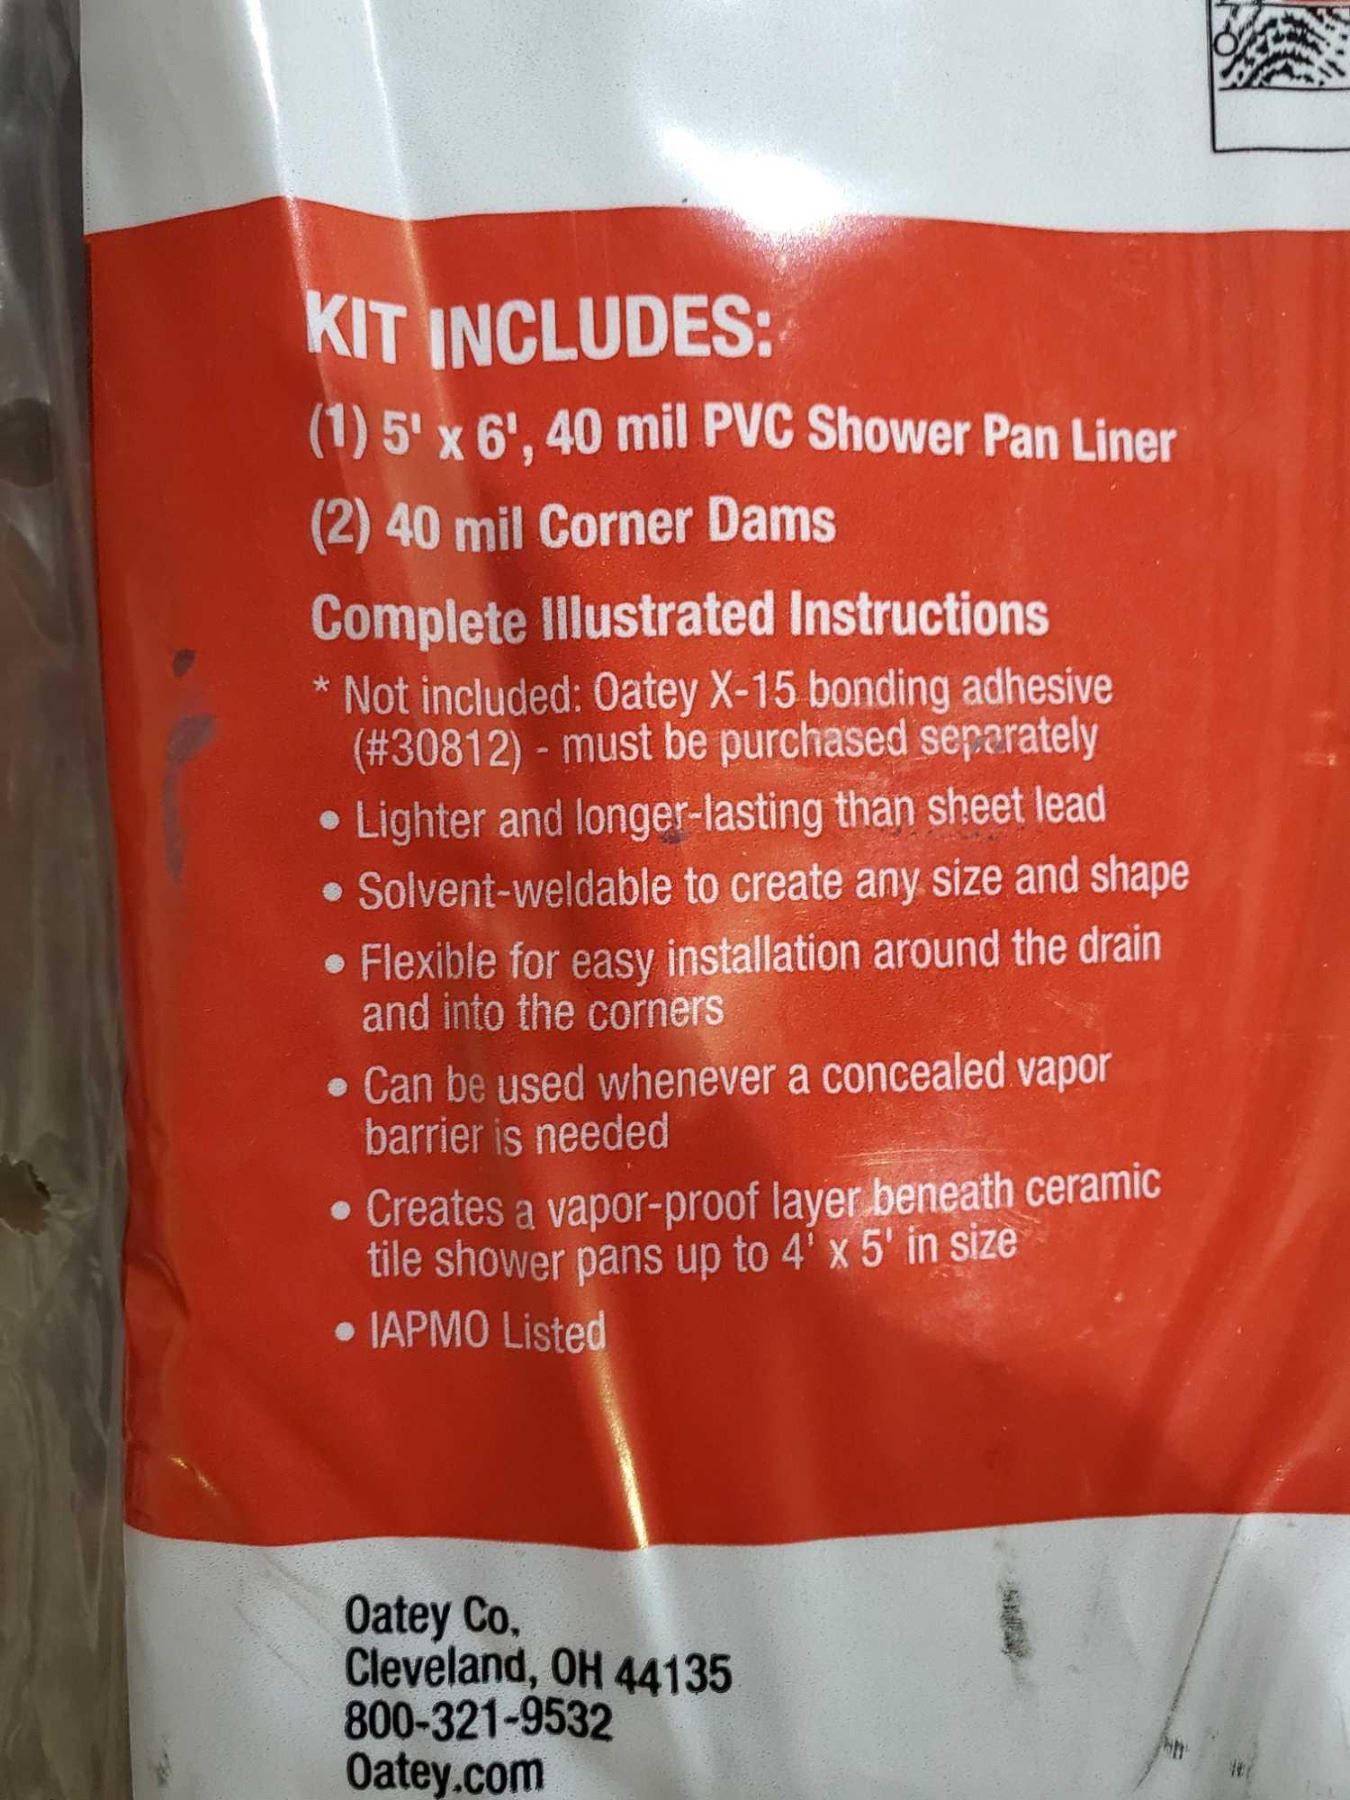 KIT INCLUDES:
(1) 5' x 6', 40 mil PVC Shower Pan Liner
(2) 40 mil Corner Dams
Complete Illustrated Instructions
* Not included: Oatey X-15 bonding adhesive
(#30812) - must be purchased separately
• Lighter and longer-lasting than sheet lead
• Solvent-weldable to create any size and shape
• Flexible for easy installation around the drain
and into the corners
• Can be used whenever a concealed vapor
barrier is needed
• Creates a vapor-proof layer beneath ceramic
tile shower pans up to 4' x 5' in size
• IAPMO Listed
Oatey Co.
Cleveland, OH 44135
800-321-9532
Oatey.com